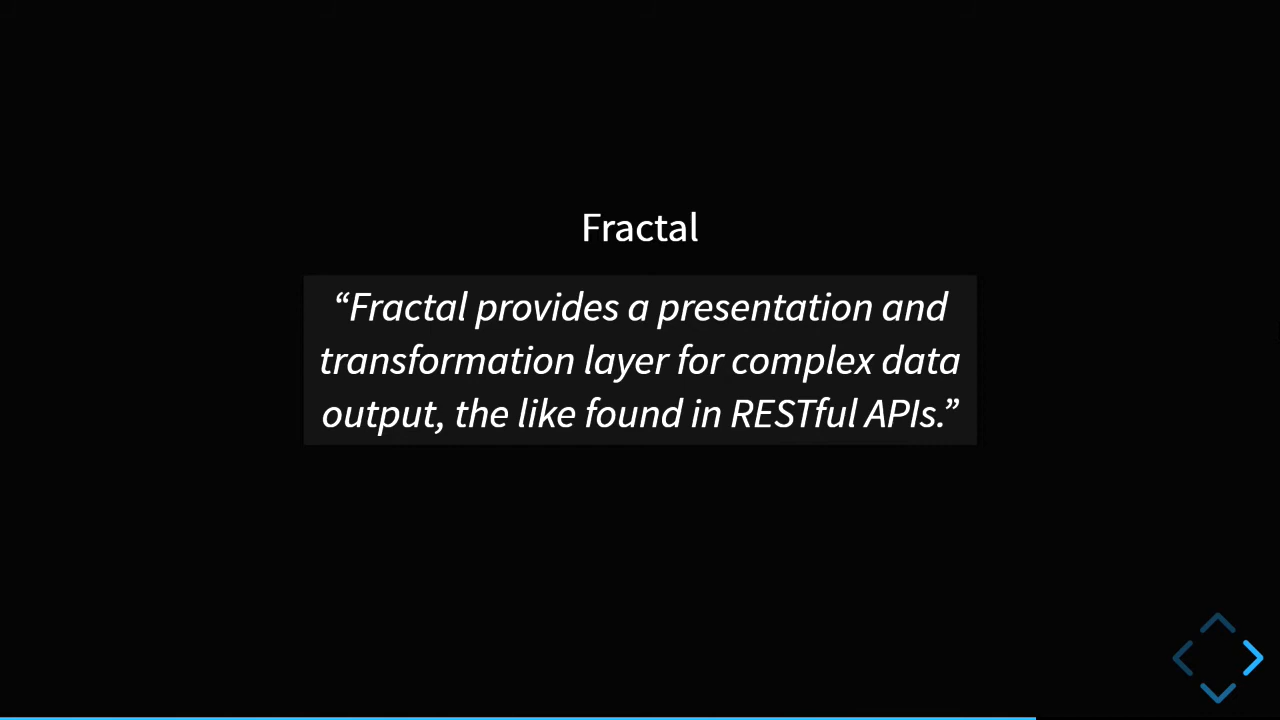 Fractal
“Fractal provides a presentation and
transformation layer for complex data
output, the like found in RESTful APIs.”